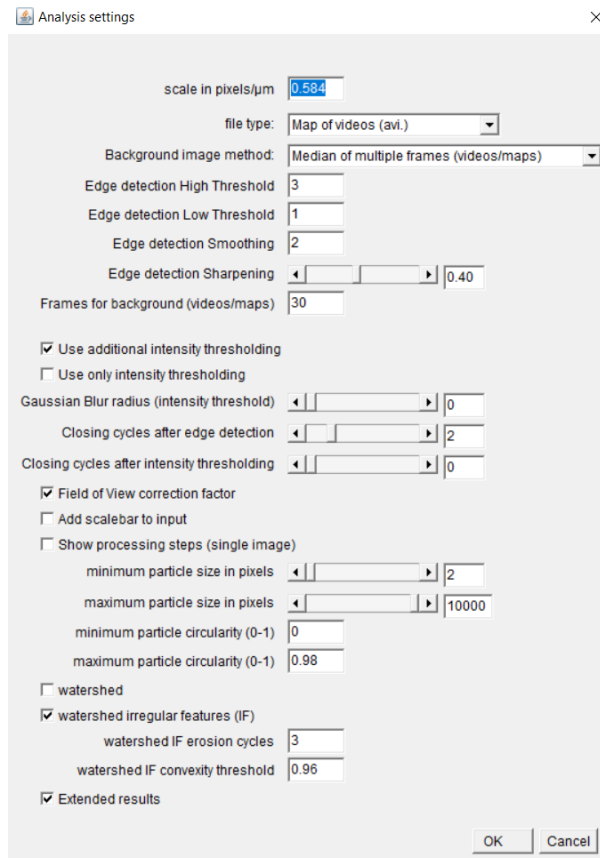 Analysis settings
scale in pixels/µm 0.584
file type: Map of videos (avi.)
Background image method: Median of multiple frames (videos/maps)
Edge detection High Threshold 3
Edge detection Low Threshold 1
Edge detection Smoothing 2
Edge detection Sharpening 0.40
Frames for background (videos/maps) 30
Use additional intensity thresholding
Use only intensity thresholding
Gaussian Blur radius (intensity threshold) 0
Closing cycles after edge detection 2
Closing cycles after intensity thresholding 0
Field of View correction factor
Add scalebar to input
Show processing steps (single image)
minimum particle size in pixels 2
maximum particle size in pixels 10000
minimum particle circularity (0-1) 0
maximum particle circularity (0-1) 0.98
watershed
watershed irregular features (IF)
watershed IF erosion cycles 3
watershed IF convexity threshold 0.96
Extended results
OK Cancel